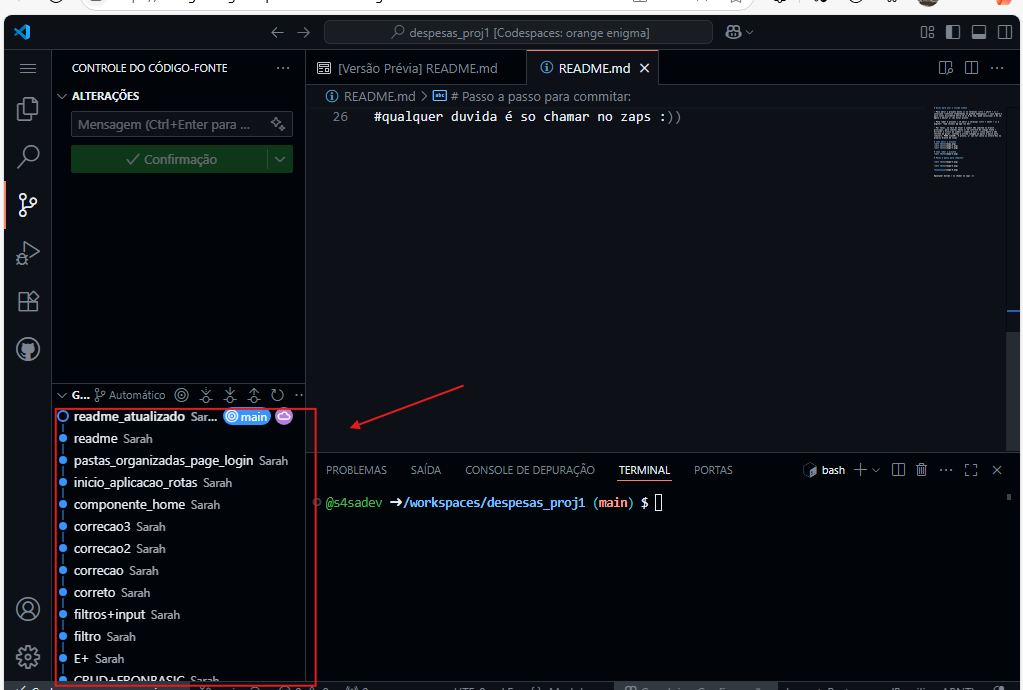 despesas_proj1 [Codespaces: orange enigma]
CONTROLE DO CÓDIGO-FONTE
ALTERAÇÕES
Mensagem (Ctrl+Enter para ...
Confirmação
[Versão Prévia] README.md
README.md
README.md > # Passo a passo para commitar:
26 #qualquer duvida é so chamar no zaps :))
G... Automático
readme_atualizado Sar... main
readme Sarah
pastas_organizadas_page_login Sarah
inicio_aplicacao_rotas Sarah
componente_home Sarah
correcao3 Sarah
correcao2 Sarah
correcao Sarah
correto Sarah
filtros+input Sarah
filtro Sarah
E+ Sarah
CRUD+FRONBASIC Sarah
PROBLEMAS SAÍDA CONSOLE DE DEPURAÇÃO TERMINAL PORTAS
bash
@s4sadev ➜/workspaces/despesas_proj1 (main) $